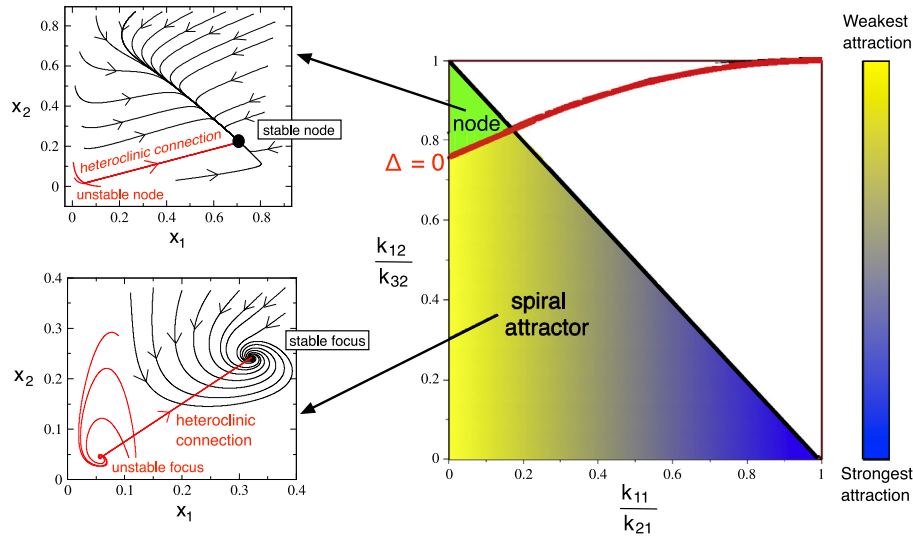 0.8
0.6
0.4
0.2
0
x2
stable node
heteroclinic connection
unstable node
0
0.2
0.4
0.6
0.8
x1
0.4
0.3
0.2
0.1
0
x2
stable focus
heteroclinic
connection
unstable focus
0
0.1
0.2
0.3
0.4
x1
1
0.8
0.6
0.4
0.2
0
Δ = 0
k12
k32
node
spiral
attractor
0
0.2
0.4
0.6
0.8
1
k11
k21
Weakest
attraction
Strongest
attraction